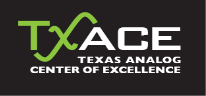 TXACE
TEXAS ANALOG
CENTER OF EXCELLENCE